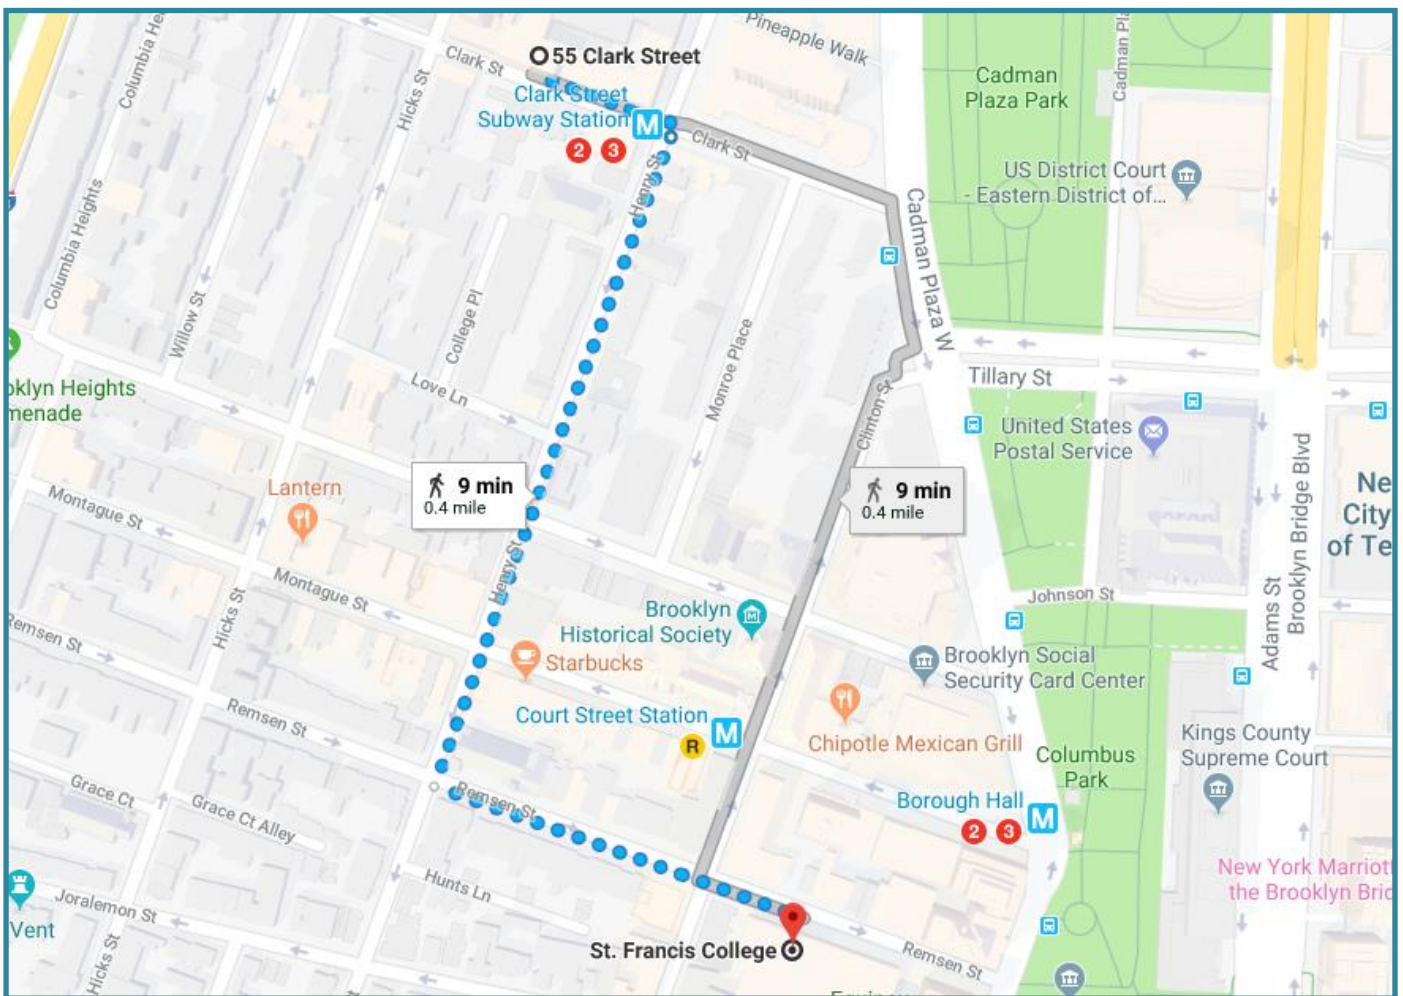 Columbia He
Clark St
55 Clark Street
Pineapple Walk
Cadman
Plaza Park
Cadman Pla
Clark Street
Subway Station
M
2 3
Hicks St
Clark St
US District Court
- Eastern District of...
Henry St
Columbia Heights
Cadman Plaza W
Willow St
College Pl
Monroe Place
Tillary St
oklyn Heights
menade
Love Ln
Clinton St
United States
Postal Service
Brooklyn Bridge Blvd
9 min
0.4 mile
9 min
0.4 mile
Lantern
Montague St
Ne
City
of Te
Henry St
Montague St
Johnson St
Adams St
Hicks St
Brooklyn
Historical Society
Remsen St
Starbucks
Brooklyn Social
Security Card Center
Court Street Station
M
R
Remsen St
Chipotle Mexican Grill
Columbus
Park
Kings County
Supreme Court
Grace Ct
Grace Ct Alley
Remsen St
Borough Hall
M
2 3
Hunts Ln
New York Marriot
the Brooklyn Bric
Joralemon St
Vent
St. Francis College
Remsen St
Hicks St